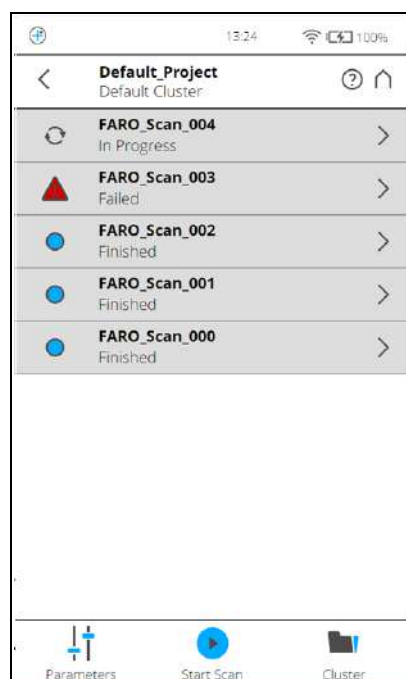 13:24 100%
Default_Project
Default Cluster
FARO_Scan_004
In Progress
FARO_Scan_003
Failed
FARO_Scan_002
Finished
FARO_Scan_001
Finished
FARO_Scan_000
Finished
Parameters Start Scan Cluster